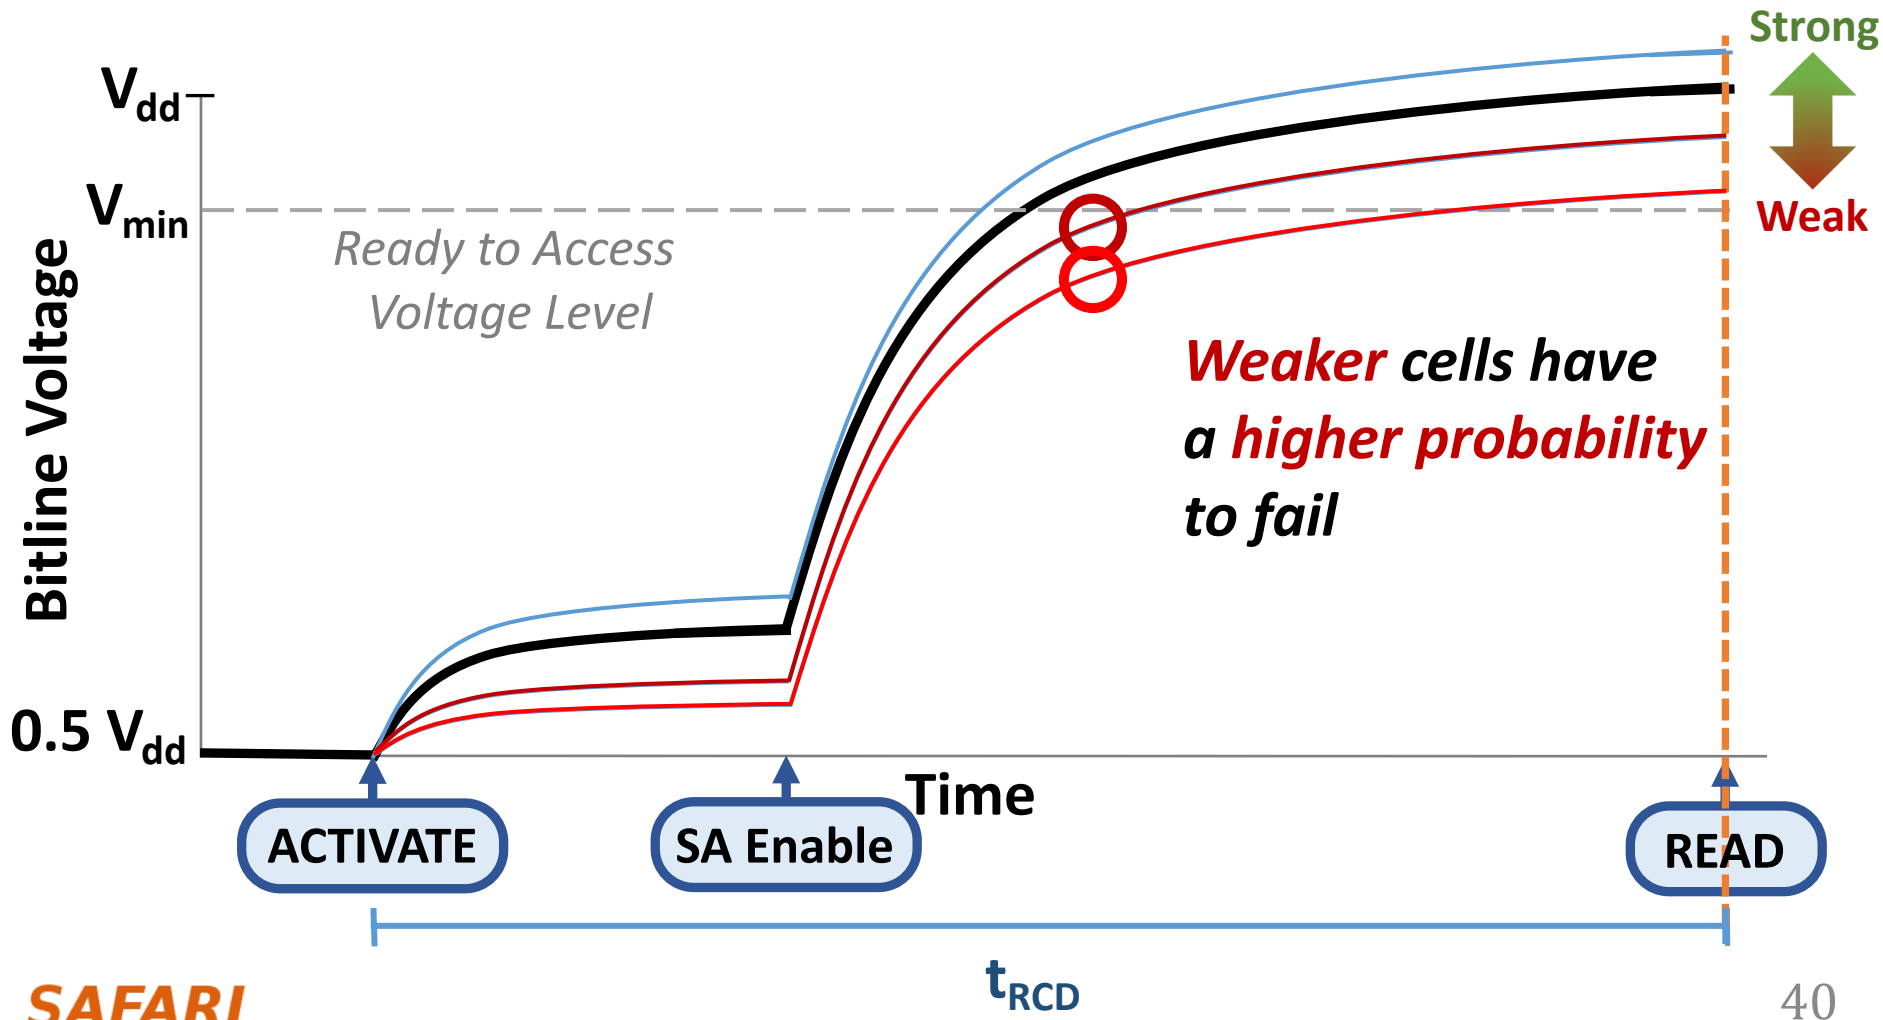 Strong
Vdd
Vmin
Weak
Ready to Access
Voltage Level
Bitline Voltage
Weaker cells have
a higher probability
to fail
0.5 Vdd
Time
ACTIVATE
SA Enable
READ
tRCD
SAFARI
40